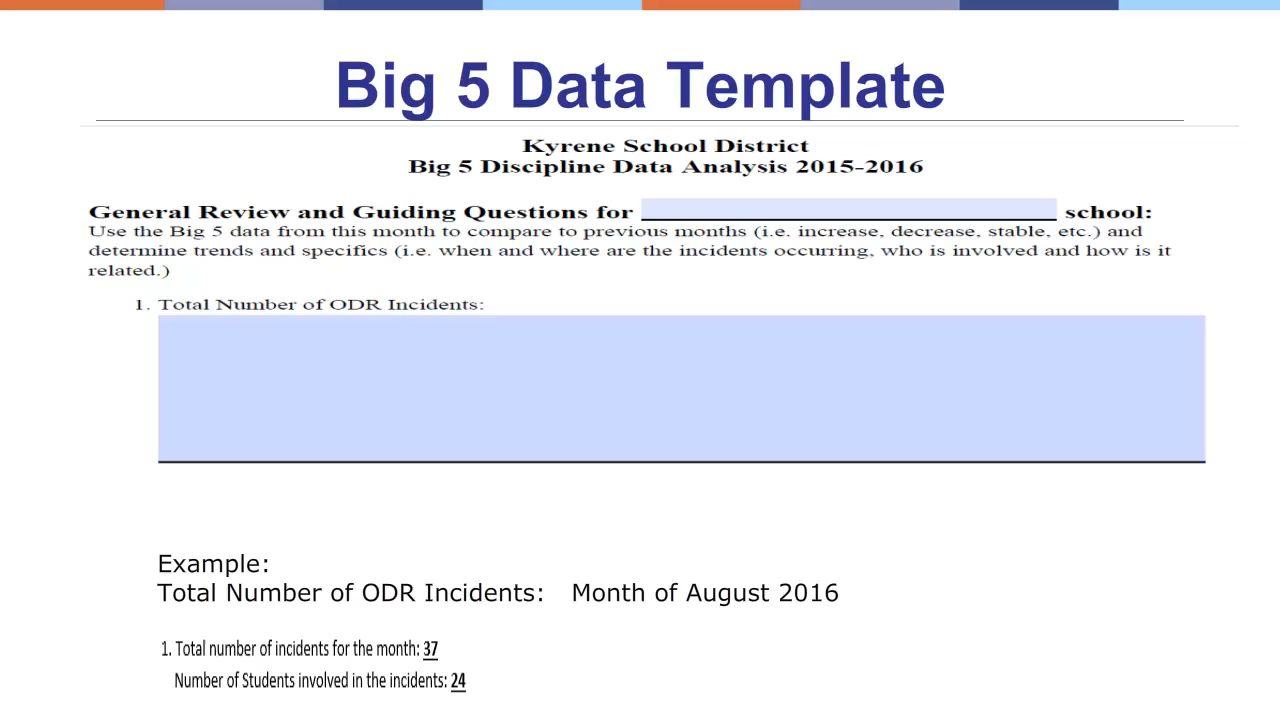 Big 5 Data Template
Kyrene School District
Big 5 Discipline Data Analysis 2015-2016
General Review and Guiding Questions for school:
Use the Big 5 data from this month to compare to previous months (i.e. increase, decrease, stable, etc.) and
determine trends and specifics (i.e. when and where are the incidents occurring, who is involved and how is it
related.)
1. Total Number of ODR Incidents:
Example:
Total Number of ODR Incidents: Month of August 2016
1. Total number of incidents for the month: 37
Number of Students involved in the incidents: 24